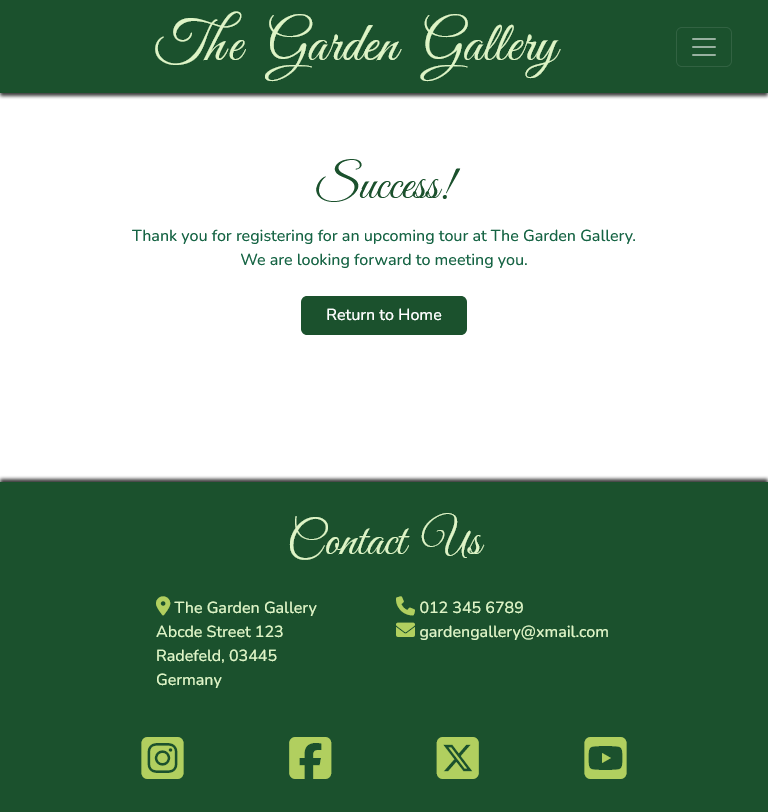 The Garden Gallery
Success!
Thank you for registering for an upcoming tour at The Garden Gallery.
We are looking forward to meeting you.
Return to Home
Contact Us
The Garden Gallery
Abcde Street 123
Radefeld, 03445
Germany
012 345 6789
gardengallery@xmail.com